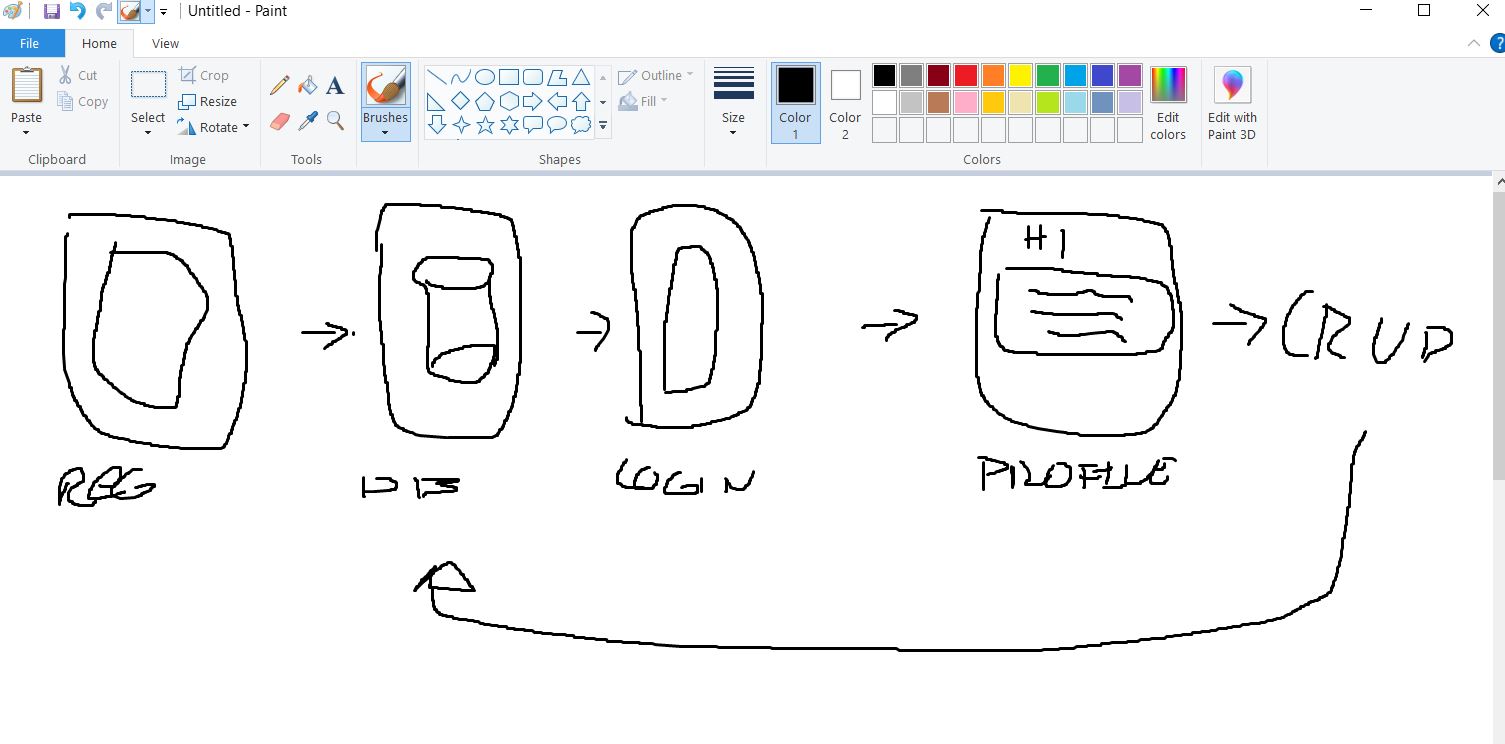 Untitled - Paint
File Home View
Paste
Cut
Copy
Clipboard
Select
Crop
Resize
Rotate
Image
Tools
Brushes
Shapes
Outline
Fill
Size
Color 1
Color 2
Edit colors
Colors
Edit with Paint 3D
HI
CRUD
REG DB LOGIN PROFILE